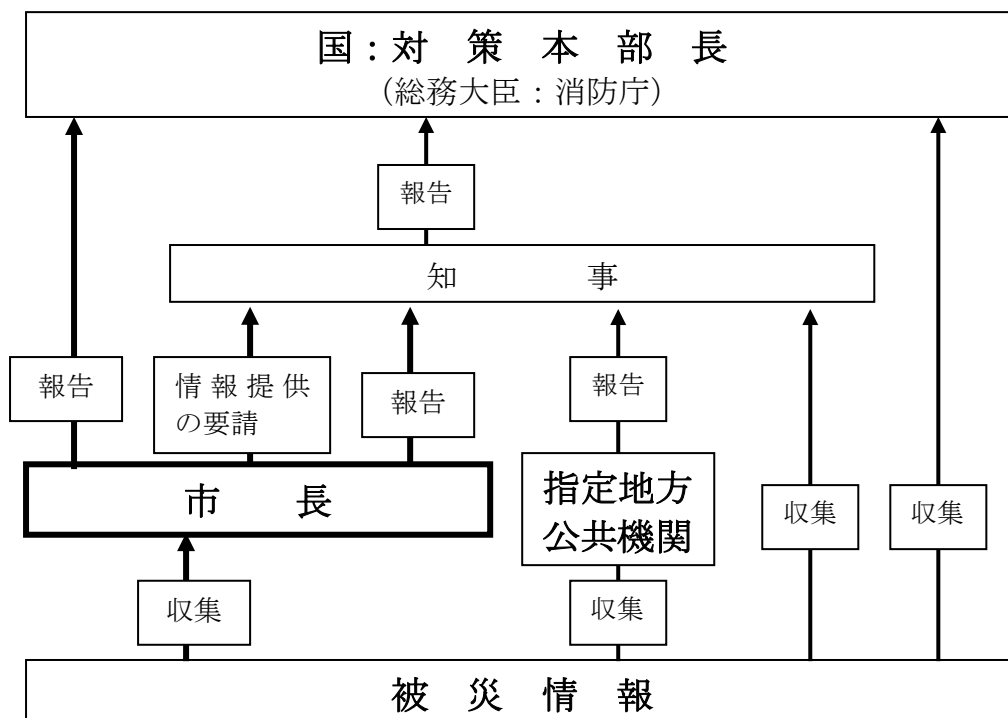 国：対　策　本　部　長
（総務大臣：消防庁）
報告
知　　　　事
報告
情報提供
の要請
報告
報告
市　　長
指定地方
公共機関
収集
収集
収集
収集
被　災　情　報